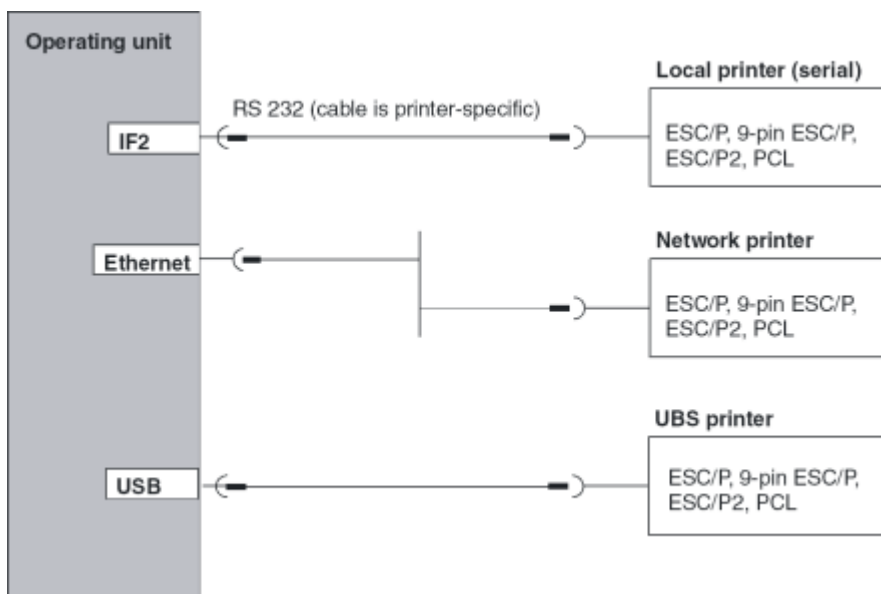 Operating unit
Local printer (serial)
RS 232 (cable is printer-specific)
IF2
ESC/P, 9-pin ESC/P,
ESC/P2, PCL
Network printer
Ethernet
ESC/P, 9-pin ESC/P,
ESC/P2, PCL
UBS printer
USB
ESC/P, 9-pin ESC/P,
ESC/P2, PCL